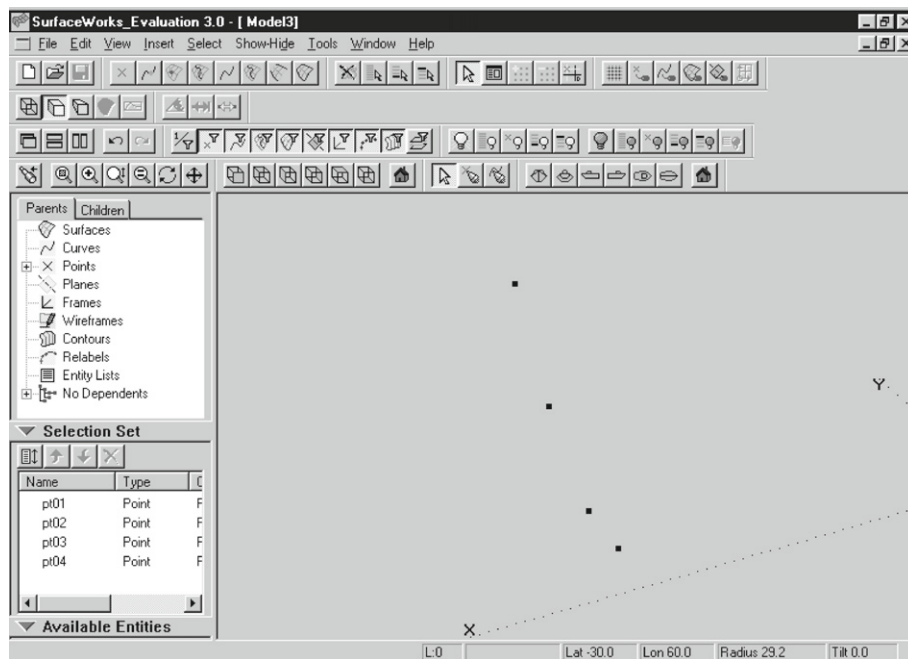 SurfaceWorks_Evaluation 3.0 - [ Model3]
File Edit View Insert Select Show-Hide Tools Window Help
Parents Children
Surfaces
Curves
Points
Planes
Frames
Wireframes
Contours
Relabels
Entity Lists
No Dependents
Selection Set
Name Type
pt01 Point F
pt02 Point F
pt03 Point F
pt04 Point F
Available Entities
Y
X
L:0 Lat -30.0 Lon 60.0 Radius 29.2 Tilt 0.0